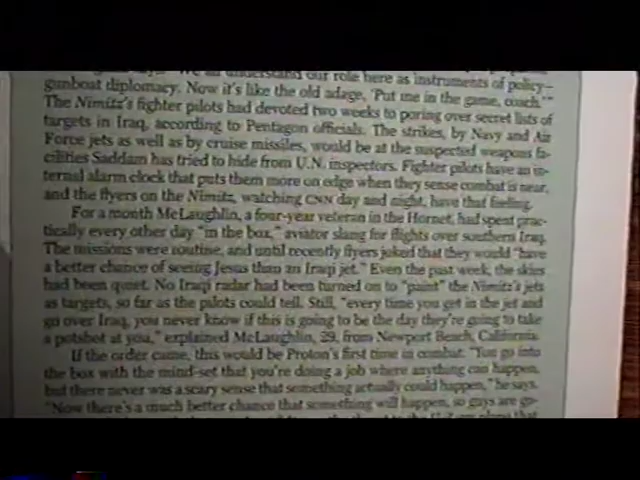 We all understand our role here as instruments of policy—
gunboat diplomacy. Now it's like the old adage, 'Put me in the game, coach.'"
The Nimitz's fighter pilots had devoted two weeks to poring over secret lists of
targets in Iraq, according to Pentagon officials. The strikes, by Navy and Air
Force jets as well as by cruise missiles, would be at the suspected weapons fa-
cilities Saddam has tried to hide from U.N. inspectors. Fighter pilots have an in-
ternal alarm clock that puts them more on edge when they sense combat is near,
and the flyers on the Nimitz, watching CNN day and night, have that feeling.
For a month McLaughlin, a four-year veteran in the Hornet, had spent prac-
tically every other day "in the box," aviator slang for flights over southern Iraq.
The missions were routine, and until recently flyers joked that they would "have
a better chance of seeing Jesus than an Iraqi jet." Even the past week, the skies
had been quiet. No Iraqi radar had been turned on to "paint" the Nimitz's jets
as targets, so far as the pilots could tell. Still, "every time you get in the jet and
go over Iraq, you never know if this is going to be the day they're going to take
a potshot at you," explained McLaughlin, 29, from Newport Beach, California.
If the order came, this would be Proton's first time in combat. "You go into
the box with the mind-set that you're doing a job where anything can happen,
but there never was a scary sense that something actually could happen," he says.
"Now there's a much better chance that something will happen, so guys are go-